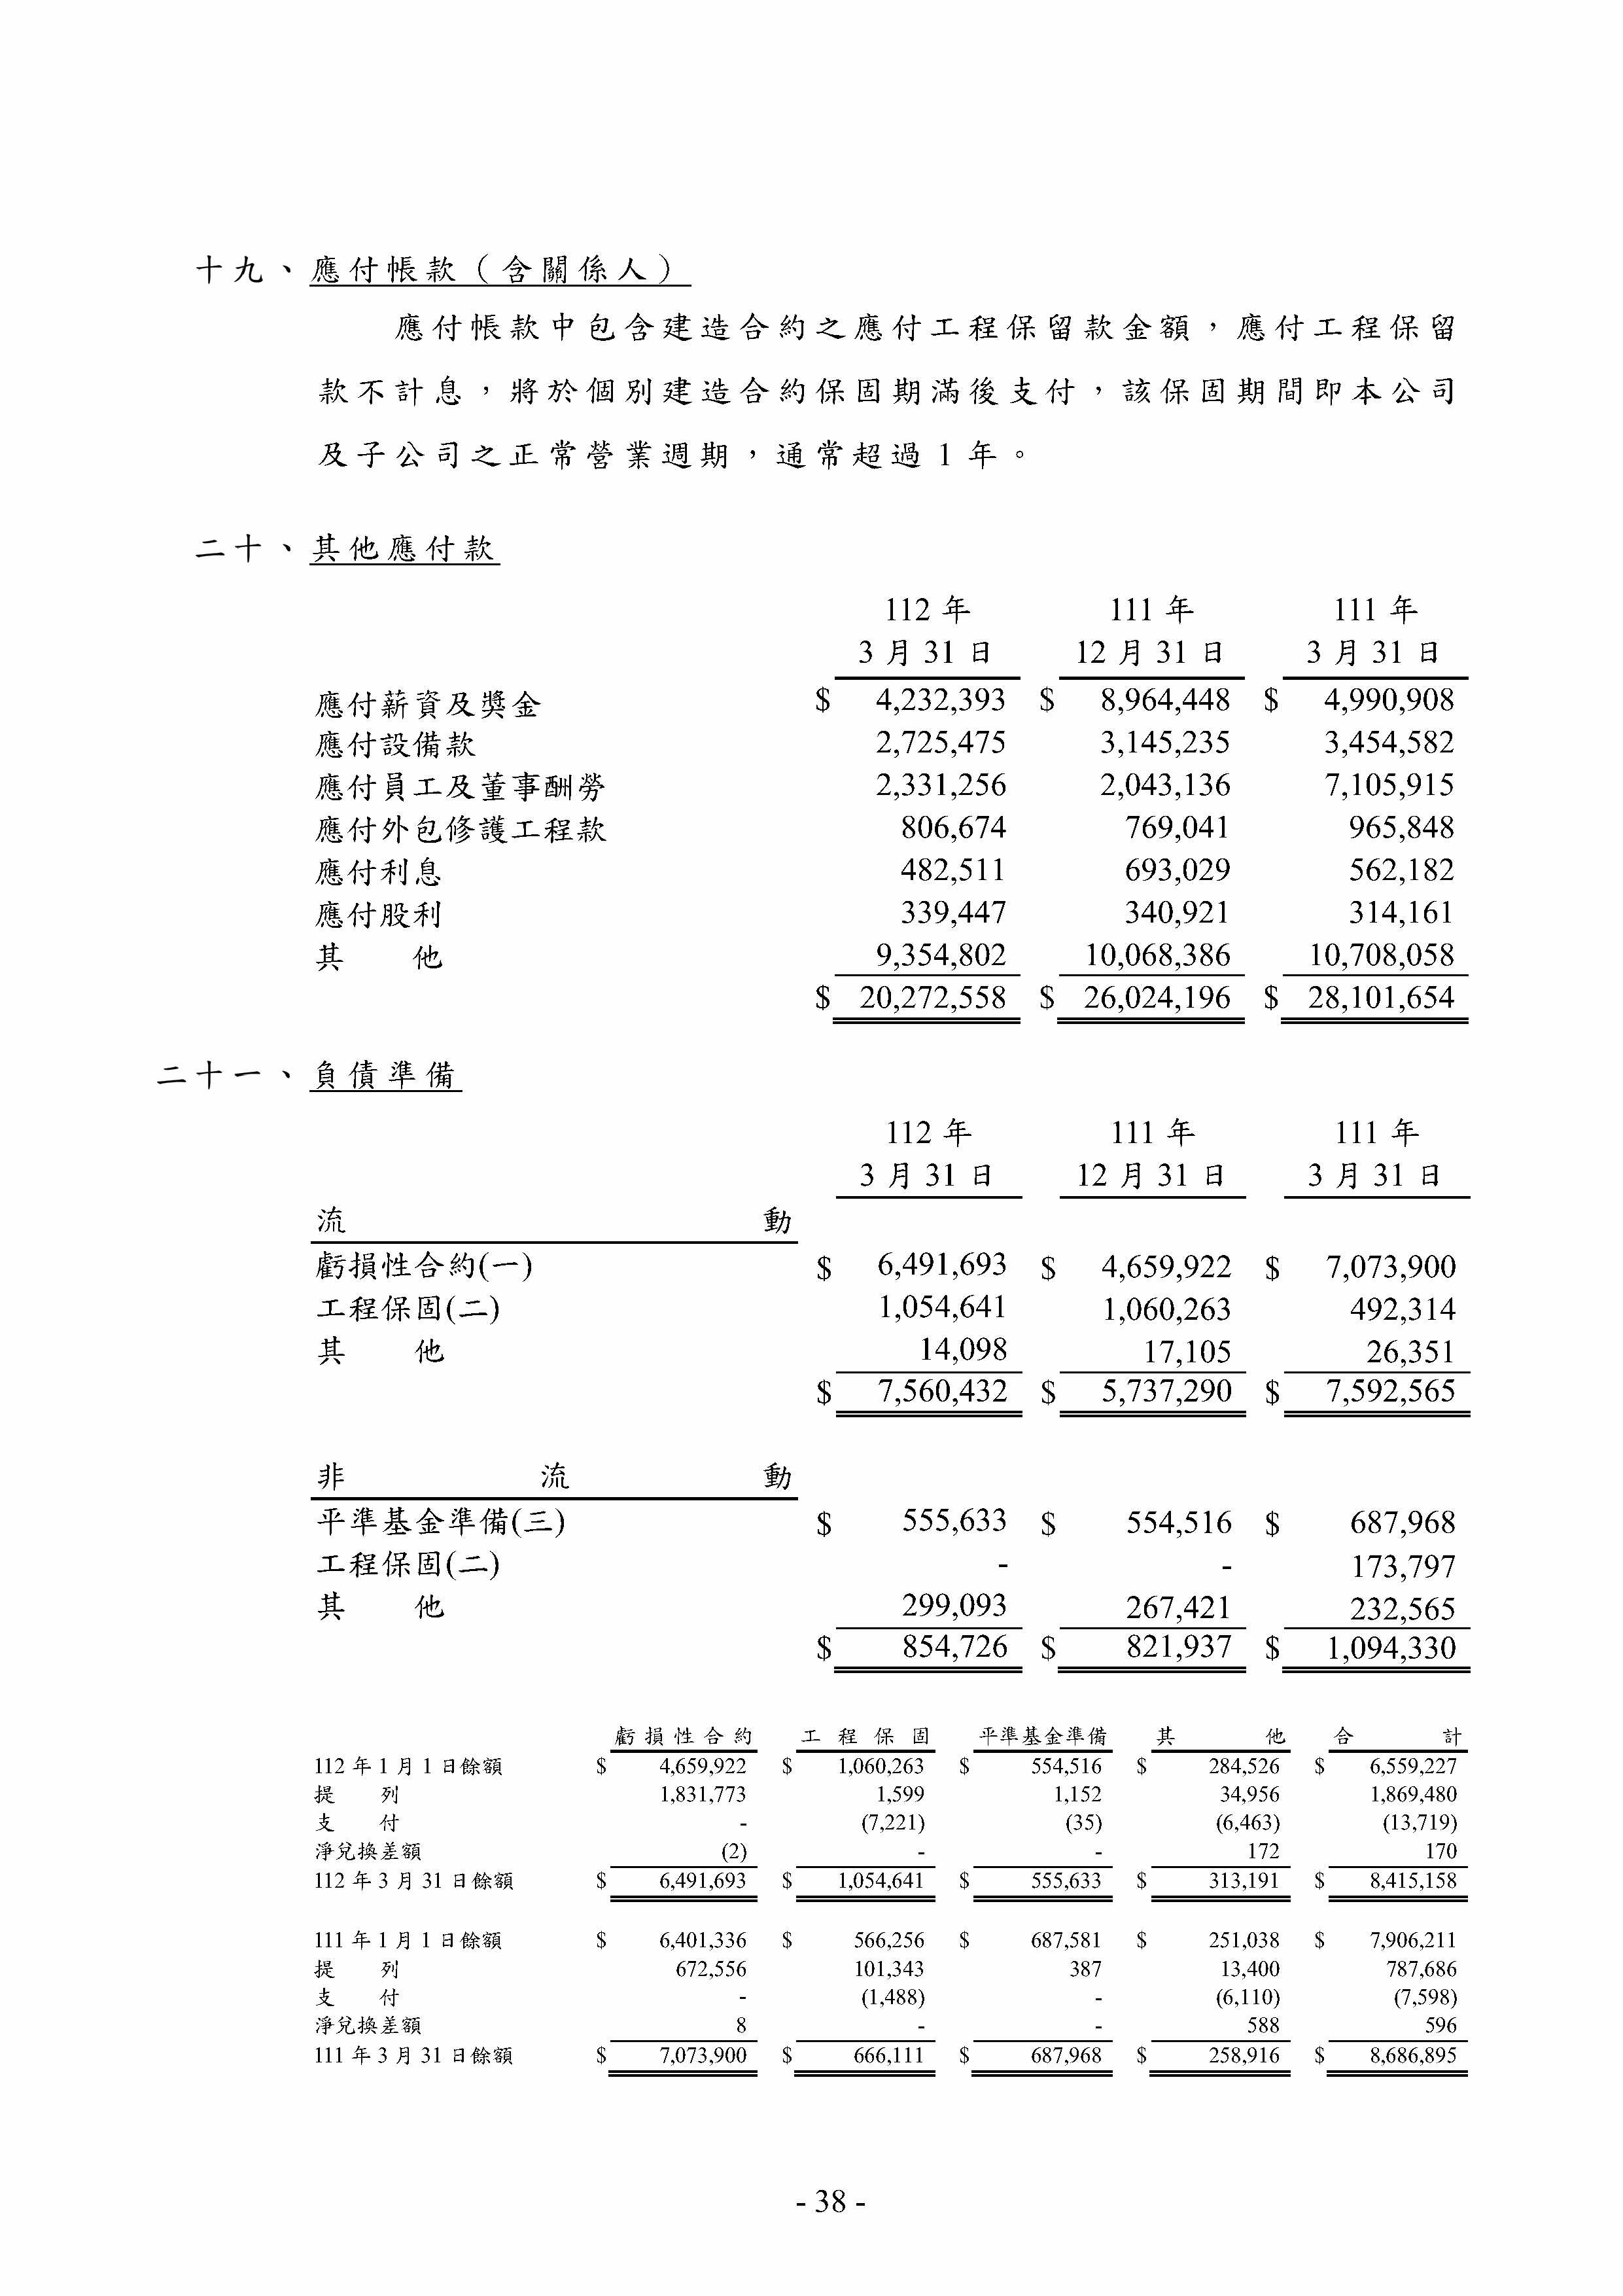 十九、應付帳款（含關係人）
應付帳款中包含建造合約之應付工程保留款金額，應付工程保留
款不計息，將於個別建造合約保固期滿後支付，該保固期間即本公司
及子公司之正常營業週期，通常超過 1 年。
二十、其他應付款
112 年 111 年 111 年
3 月 31 日 12 月 31 日 3 月 31 日
應付薪資及獎金 $ 4,232,393 $ 8,964,448 $ 4,990,908
應付設備款 2,725,475 3,145,235 3,454,582
應付員工及董事酬勞 2,331,256 2,043,136 7,105,915
應付外包修護工程款 806,674 769,041 965,848
應付利息 482,511 693,029 562,182
應付股利 339,447 340,921 314,161
其 他 9,354,802 10,068,386 10,708,058
$ 20,272,558 $ 26,024,196 $ 28,101,654
二十一、負債準備
112 年 111 年 111 年
3 月 31 日 12 月 31 日 3 月 31 日
流 動
虧損性合約(一) $ 6,491,693 $ 4,659,922 $ 7,073,900
工程保固(二) 1,054,641 1,060,263 492,314
其 他 14,098 17,105 26,351
$ 7,560,432 $ 5,737,290 $ 7,592,565
非 流 動
平準基金準備(三) $ 555,633 $ 554,516 $ 687,968
工程保固(二) - - 173,797
其 他 299,093 267,421 232,565
$ 854,726 $ 821,937 $ 1,094,330
虧損性合約 工程保固 平準基金準備 其 他 合 計
112 年 1 月 1 日餘額 $ 4,659,922 $ 1,060,263 $ 554,516 $ 284,526 $ 6,559,227
提 列 1,831,773 1,599 1,152 34,956 1,869,480
支 付 - (7,221) (35) (6,463) (13,719)
淨兌換差額 (2) - - 172 170
112 年 3 月 31 日餘額 $ 6,491,693 $ 1,054,641 $ 555,633 $ 313,191 $ 8,415,158
111 年 1 月 1 日餘額 $ 6,401,336 $ 566,256 $ 687,581 $ 251,038 $ 7,906,211
提 列 672,556 101,343 387 13,400 787,686
支 付 - (1,488) - (6,110) (7,598)
淨兌換差額 8 - - 588 596
111 年 3 月 31 日餘額 $ 7,073,900 $ 666,111 $ 687,968 $ 258,916 $ 8,686,895
- 38 -